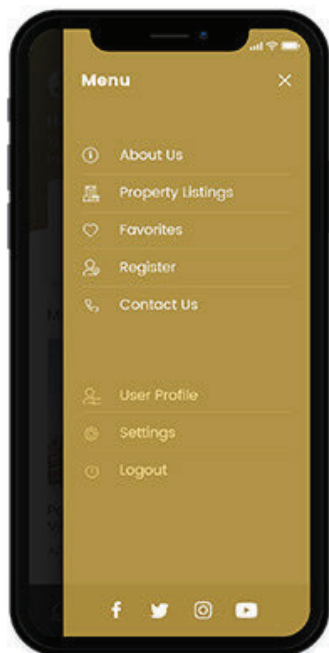 Menu
About Us
Property Listings
Favorites
Register
Contact Us
User Profile
Settings
Logout